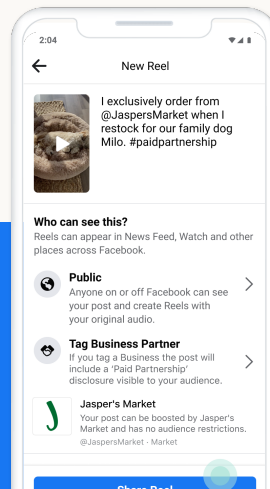 2:04
New Reel
I exclusively order from
@JaspersMarket when I
restock for our family dog
Milo. #paidpartnership
Who can see this?
Reels can appear in News Feed, Watch and other
places across Facebook.
Public
Anyone on or off Facebook can see
your post and create Reels with
your original audio.
Tag Business Partner
If you tag a Business the post will
include a ‘Paid Partnership’
disclosure visible to your audience.
J
Jasper's Market
Your post can be boosted by Jasper's
Market and has no audience restrictions.
@JaspersMarket · Market
Share Reel